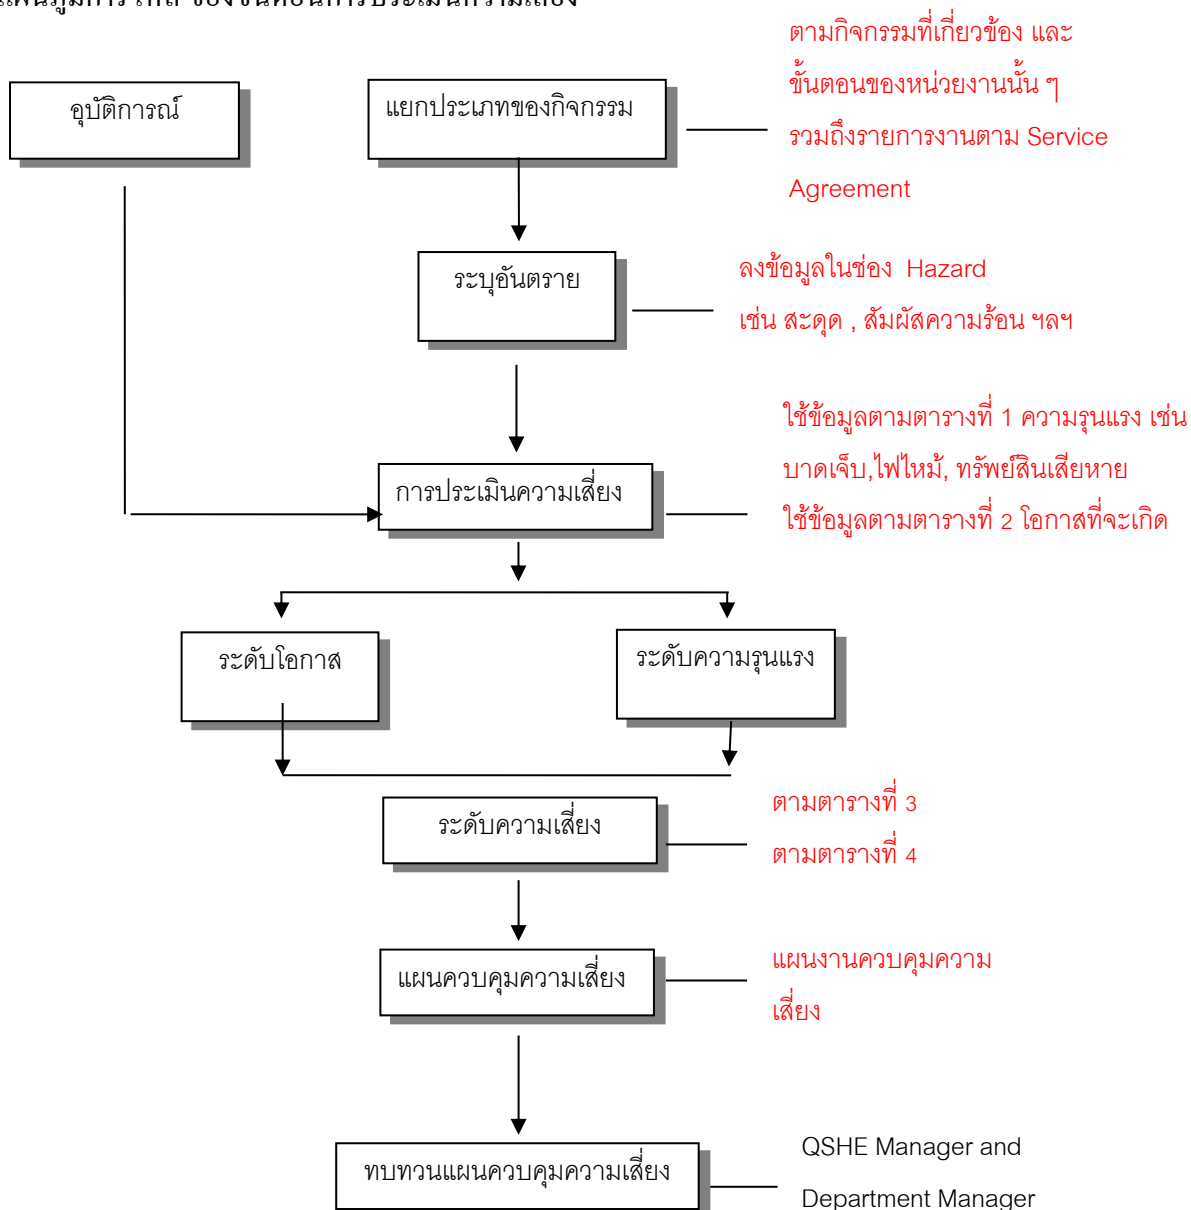 อุบัติการณ์
แยกประเภทของกิจกรรม
ตามกิจกรรมที่เกี่ยวข้อง และ
ขั้นตอนของหน่วยงานนั้น ๆ
รวมถึงรายการงานตาม Service
Agreement
ระบุอันตราย
ลงข้อมูลในช่อง Hazard
เช่น สะดุด , สัมผัสความร้อน ฯลฯ
การประเมินความเสี่ยง
ใช้ข้อมูลตามตารางที่ 1 ความรุนแรง เช่น
บาดเจ็บ,ไฟไหม้, ทรัพย์สินเสียหาย
ใช้ข้อมูลตามตารางที่ 2 โอกาสที่จะเกิด
ระดับโอกาส
ระดับความรุนแรง
ระดับความเสี่ยง
ตามตารางที่ 3
ตามตารางที่ 4
แผนควบคุมความเสี่ยง
แผนงานควบคุมความ
เสี่ยง
ทบทวนแผนควบคุมความเสี่ยง
QSHE Manager and
Department Manager